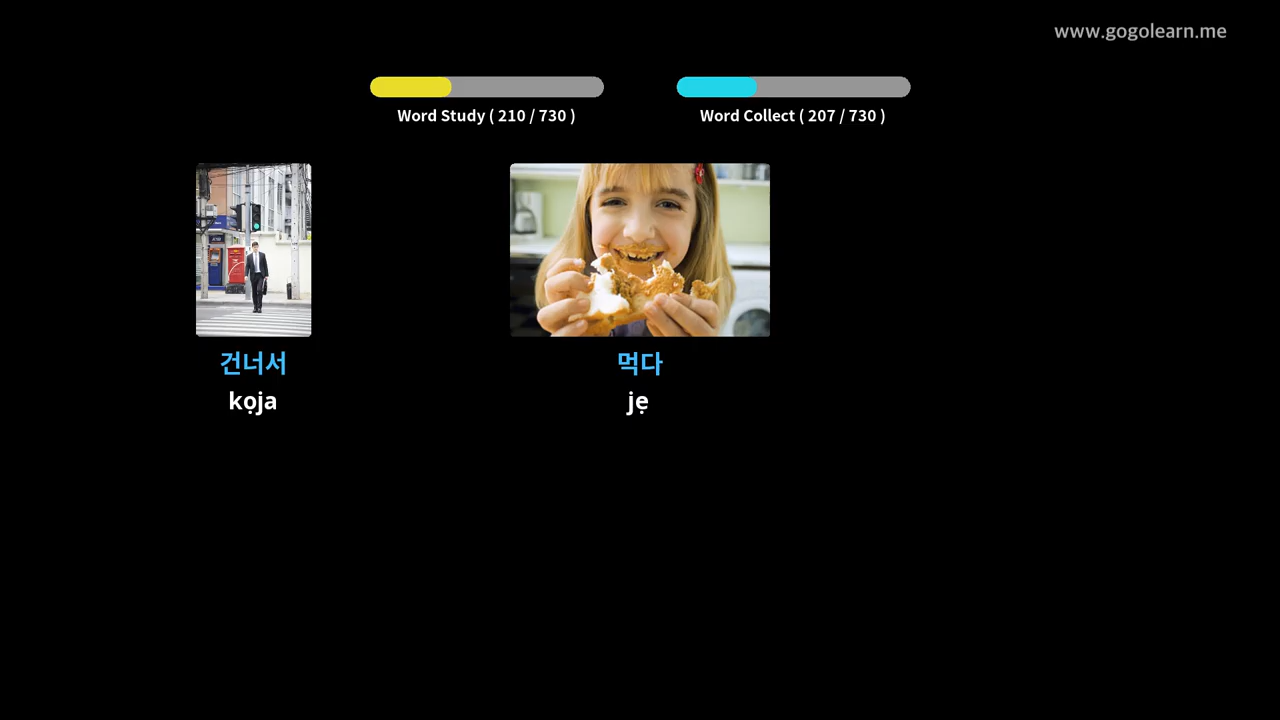 www.gogolearn.me
Word Study ( 210 / 730 )
Word Collect ( 207 / 730 )
건너서
kọja
먹다
jẹ